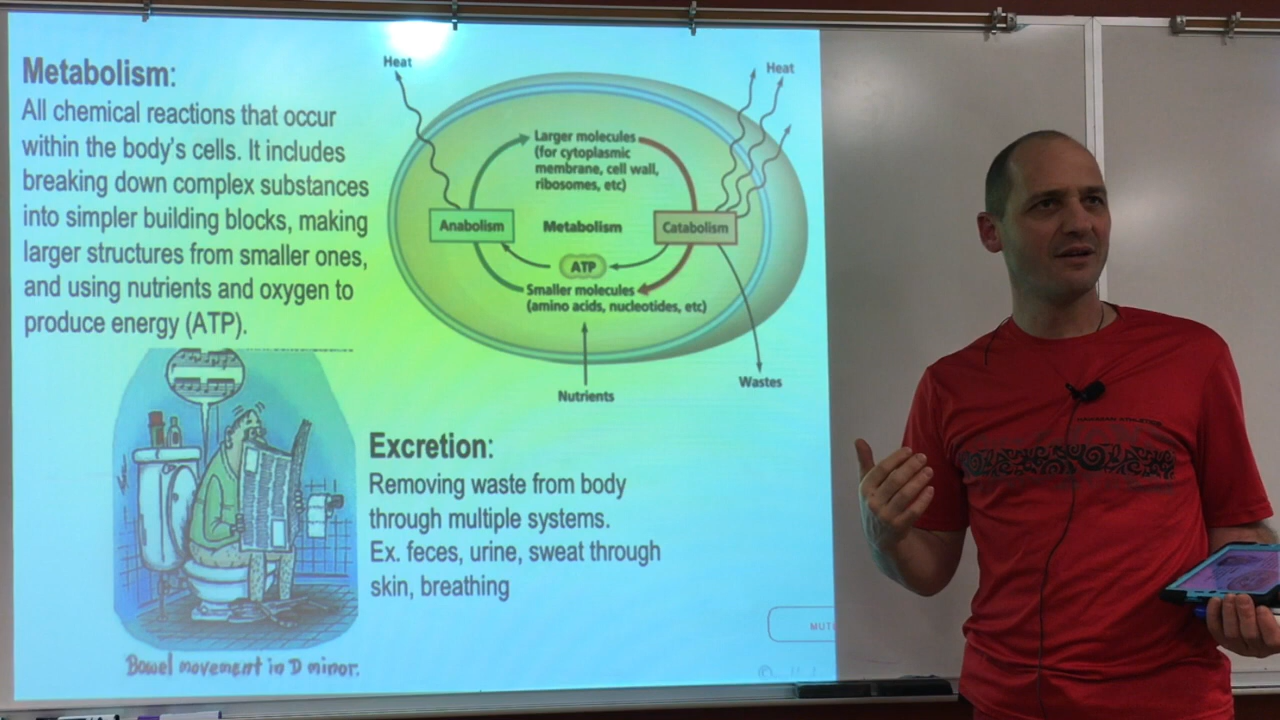 Metabolism:
All chemical reactions that occur
within the body's cells. It includes
breaking down complex substances
into simpler building blocks, making
larger structures from smaller ones,
and using nutrients and oxygen to
produce energy (ATP).
Heat
Heat
Larger molecules
(for cytoplasmic
membrane, cell wall,
ribosomes, etc)
Anabolism
Metabolism
Catabolism
ATP
Smaller molecules
(amino acids, nucleotides, etc)
Nutrients
Wastes
Bowel movement in D minor.
Excretion:
Removing waste from body
through multiple systems.
Ex. feces, urine, sweat through
skin, breathing